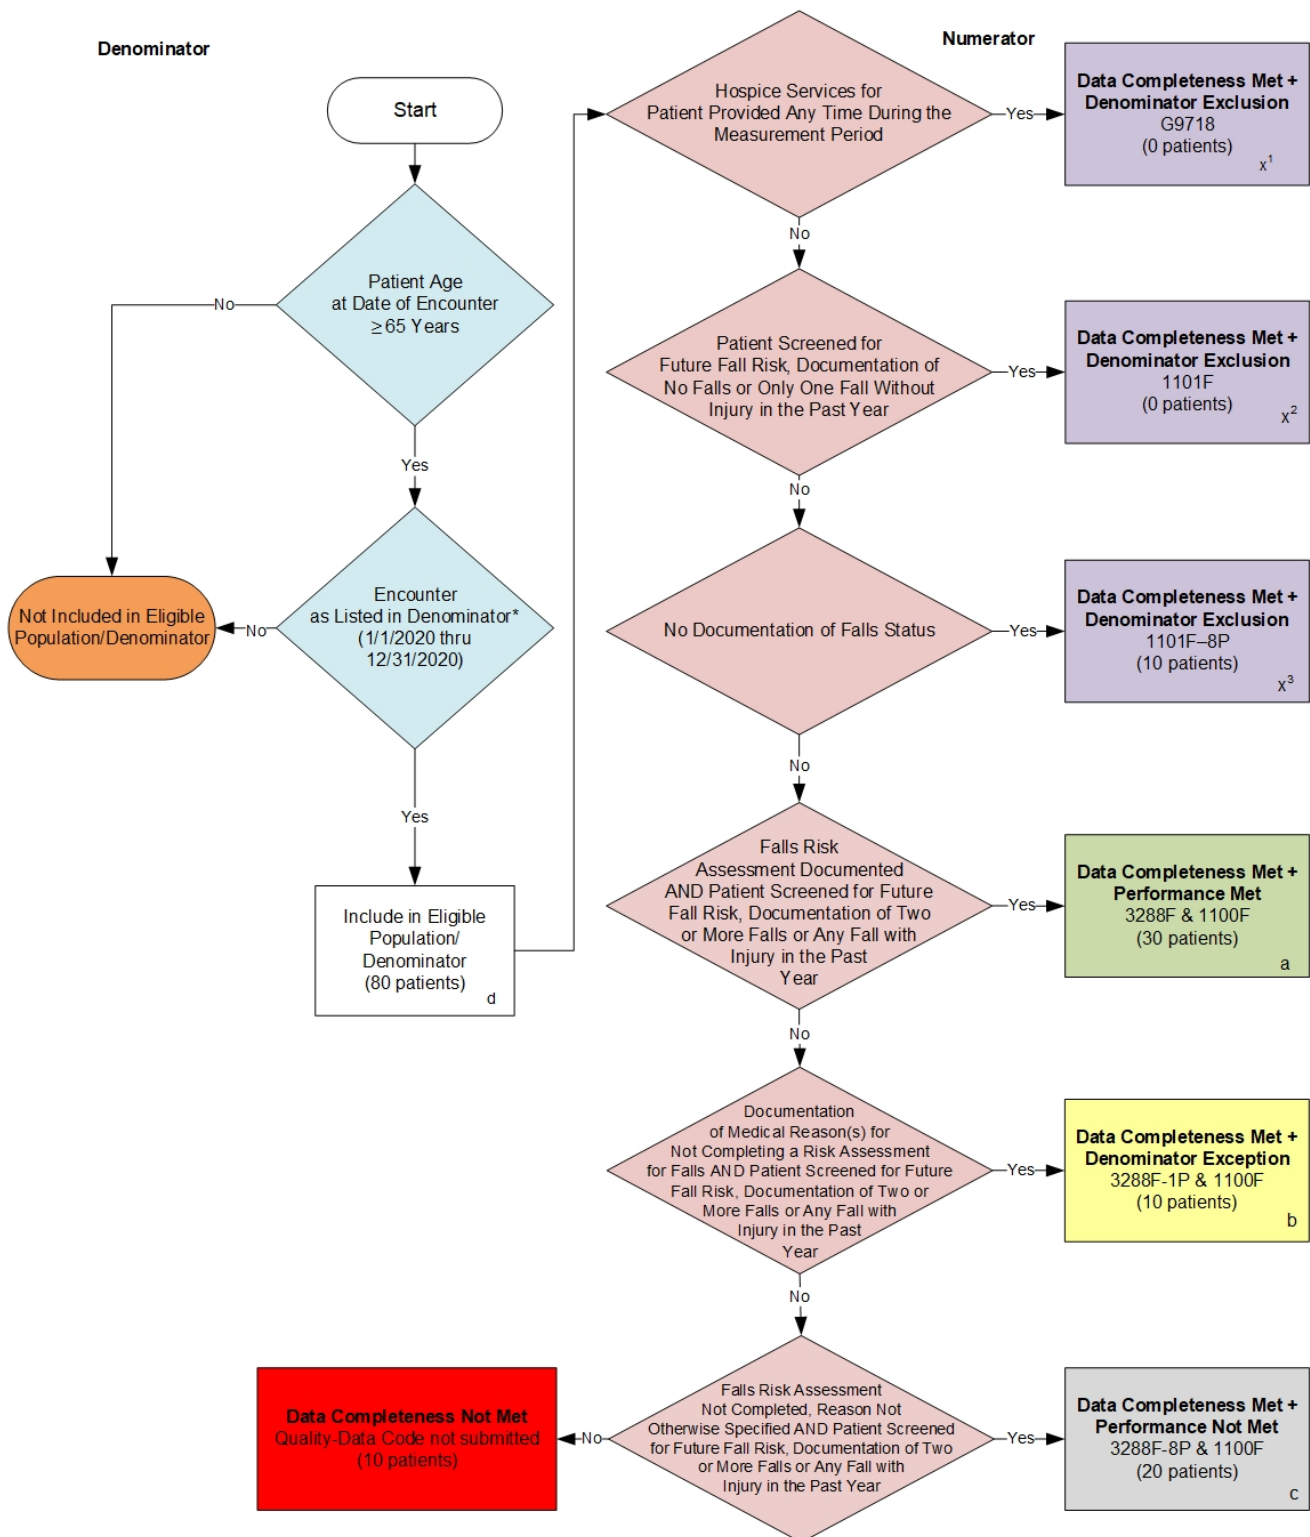 Denominator
Numerator
Start
Patient Age
at Date of Encounter
≥ 65 Years
No
Yes
Encounter
as Listed in Denominator*
(1/1/2020 thru
12/31/2020)
No
Not Included in Eligible
Population/Denominator
Yes
Include in Eligible
Population/
Denominator
(80 patients)
d
Hospice Services for
Patient Provided Any Time During the
Measurement Period
Yes
Data Completeness Met +
Denominator Exclusion
G9718
(0 patients)
x¹
No
Patient Screened for
Future Fall Risk, Documentation of
No Falls or Only One Fall Without
Injury in the Past Year
Yes
Data Completeness Met +
Denominator Exclusion
1101F
(0 patients)
x²
No
No Documentation of Falls Status
Yes
Data Completeness Met +
Denominator Exclusion
1101F–8P
(10 patients)
x³
No
Falls Risk
Assessment Documented
AND Patient Screened for Future
Fall Risk, Documentation of Two
or More Falls or Any Fall with
Injury in the Past
Year
Yes
Data Completeness Met +
Performance Met
3288F & 1100F
(30 patients)
a
No
Documentation
of Medical Reason(s) for
Not Completing a Risk Assessment
for Falls AND Patient Screened for Future
Fall Risk, Documentation of Two or
More Falls or Any Fall with
Injury in the Past
Year
Yes
Data Completeness Met +
Denominator Exception
3288F-1P & 1100F
(10 patients)
b
No
Falls Risk Assessment
Not Completed, Reason Not
Otherwise Specified AND Patient Screened
for Future Fall Risk, Documentation of Two
or More Falls or Any Fall with
Injury in the Past Year
Yes
Data Completeness Met +
Performance Not Met
3288F-8P & 1100F
(20 patients)
c
No
Data Completeness Not Met
Quality-Data Code not submitted
(10 patients)